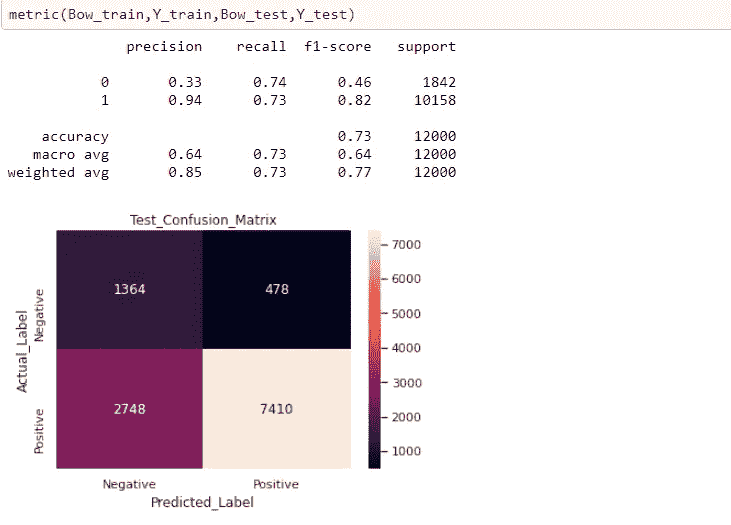 metric(Bow_train,Y_train,Bow_test,Y_test)
precision recall f1-score support
0 0.33 0.74 0.46 1842
1 0.94 0.73 0.82 10158
accuracy 0.73 12000
macro avg 0.64 0.73 0.64 12000
weighted avg 0.85 0.73 0.77 12000
Test_Confusion_Matrix
Actual_Label
Negative
Positive
1364 478
2748 7410
Negative Positive
Predicted_Label
7000
6000
5000
4000
3000
2000
1000